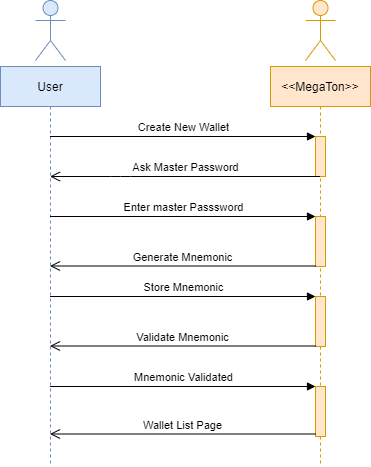 User
<<MegaTon>>
Create New Wallet
Ask Master Password
Enter master Passsword
Generate Mnemonic
Store Mnemonic
Validate Mnemonic
Mnemonic Validated
Wallet List Page